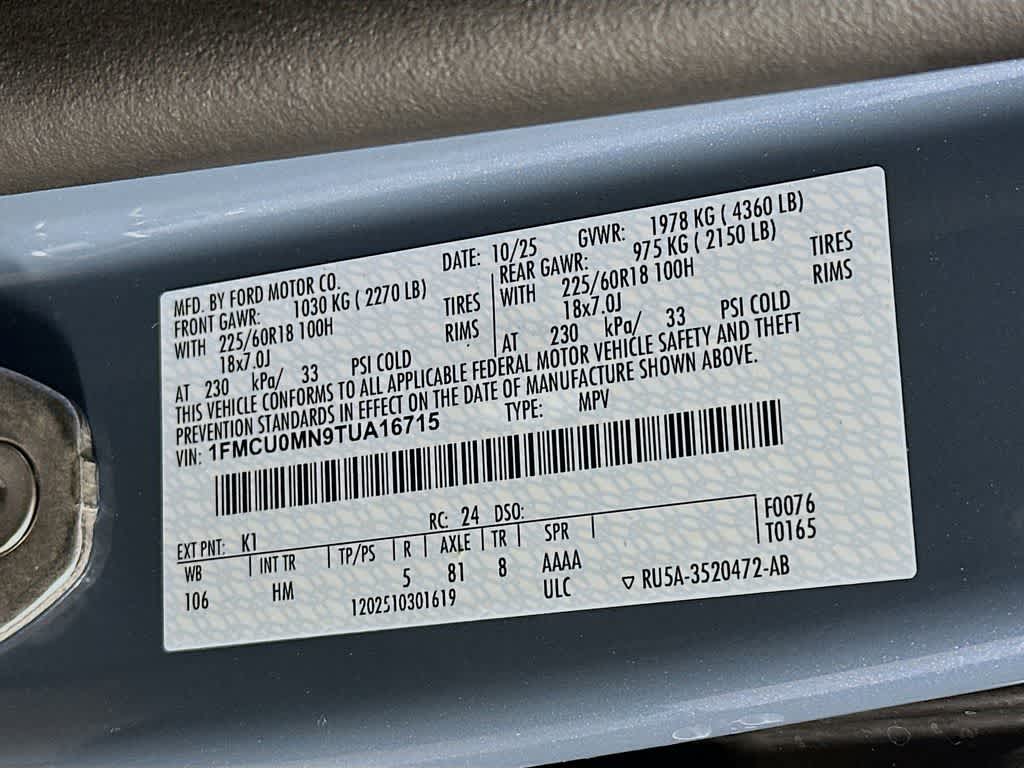 MFD. BY FORD MOTOR CO.
DATE: 10/25 GVWR: 1978 KG ( 4360 LB)
FRONT GAWR: 1030 KG ( 2270 LB)
WITH 225/60R18 100H TIRES
18x7.0J RIMS
AT 230 kPa/ 33 PSI COLD
REAR GAWR: 975 KG ( 2150 LB)
WITH 225/60R18 100H TIRES
18x7.0J RIMS
AT 230 kPa/ 33 PSI COLD
THIS VEHICLE CONFORMS TO ALL APPLICABLE FEDERAL MOTOR VEHICLE SAFETY AND THEFT
PREVENTION STANDARDS IN EFFECT ON THE DATE OF MANUFACTURE SHOWN ABOVE.
VIN: 1FMCU0MN9TUA16715 TYPE: MPV
EXT PNT: K1 RC: 24 DSO: F0076
WB INT TR TP/PS R AXLE TR SPR T0165
106 HM 5 81 8 AAAA
1202510301619 ULC ▽ RU5A-3520472-AB